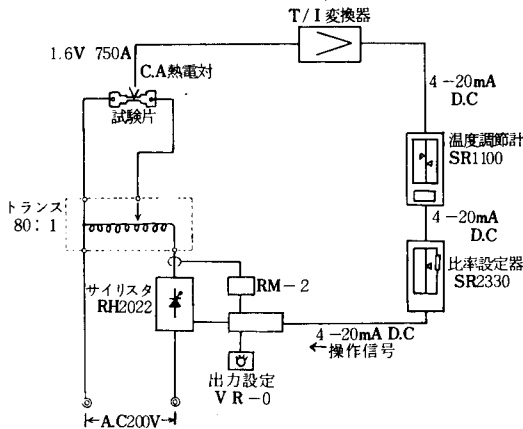 T/I変換器
1.6V 750A
C.A熱電対
試験片
4-20mA
D.C
温度調節計
SR1100
トランス
80:1
4-20mA
D.C
比率設定器
SR2330
サイリスタ
RH2022
RM-2
4-20mA D.C
←操作信号
出力設定
VR-0
A.C200V